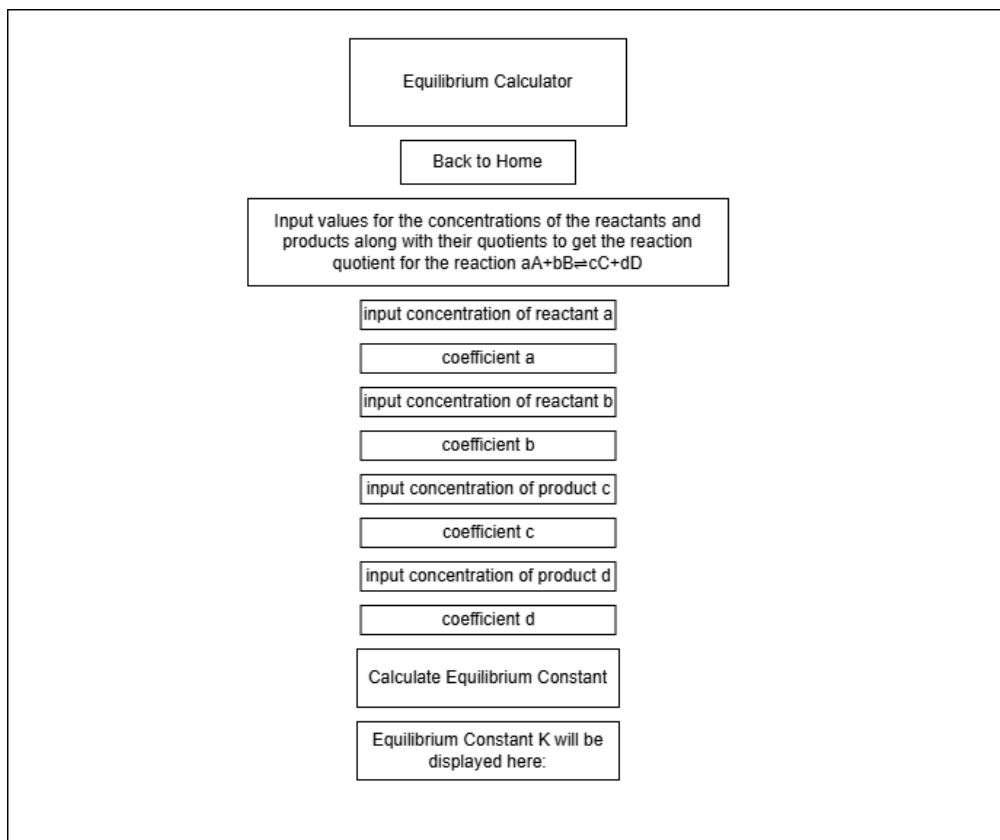 Equilibrium Calculator
Back to Home
Input values for the concentrations of the reactants and
products along with their quotients to get the reaction
quotient for the reaction aA+bB⇌cC+dD
input concentration of reactant a
coefficient a
input concentration of reactant b
coefficient b
input concentration of product c
coefficient c
input concentration of product d
coefficient d
Calculate Equilibrium Constant
Equilibrium Constant K will be
displayed here: